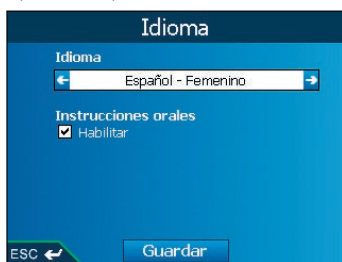 Idioma
Idioma
Español - Femenino
Instrucciones orales
Habilitar
ESC
Guardar